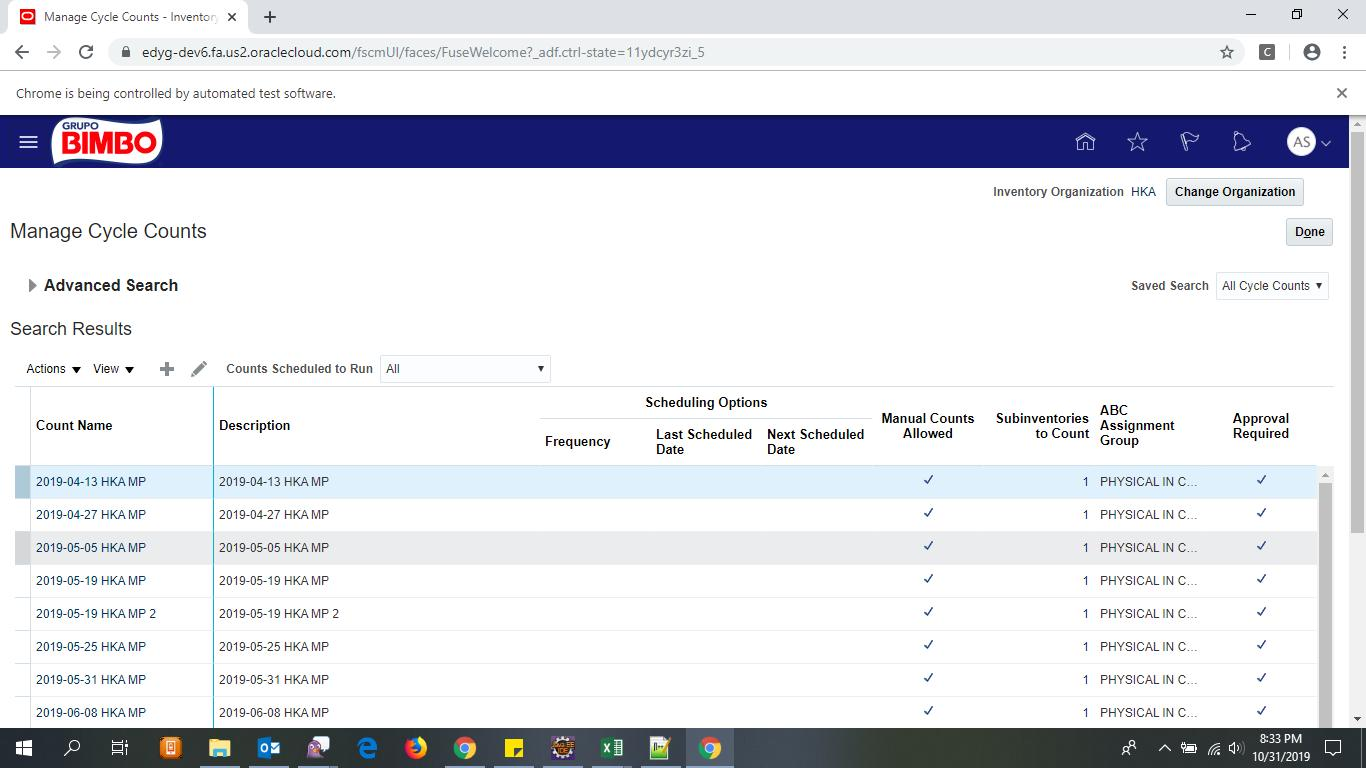 Manage Cycle Counts - Inventory
edyg-dev6.fa.us2.oraclecloud.com/fscmUI/faces/FuseWelcome?_adf.ctrl-state=11ydcyr3zi_5
C
Chrome is being controlled by automated test software.
GRUPO
BIMBO
AS
Inventory Organization HKA Change Organization
Manage Cycle Counts
Done
Advanced Search
Saved Search All Cycle Counts
Search Results
Actions View Counts Scheduled to Run All
Scheduling Options
Count Name Description Frequency Last Scheduled Date Next Scheduled Date Manual Counts Allowed Subinventories to Count ABC Assignment Group Approval Required
2019-04-13 HKA MP 2019-04-13 HKA MP ✓ 1 PHYSICAL IN C... ✓
2019-04-27 HKA MP 2019-04-27 HKA MP ✓ 1 PHYSICAL IN C... ✓
2019-05-05 HKA MP 2019-05-05 HKA MP ✓ 1 PHYSICAL IN C... ✓
2019-05-19 HKA MP 2019-05-19 HKA MP ✓ 1 PHYSICAL IN C... ✓
2019-05-19 HKA MP 2 2019-05-19 HKA MP 2 ✓ 1 PHYSICAL IN C... ✓
2019-05-25 HKA MP 2019-05-25 HKA MP ✓ 1 PHYSICAL IN C... ✓
2019-05-31 HKA MP 2019-05-31 HKA MP ✓ 1 PHYSICAL IN C... ✓
2019-06-08 HKA MP 2019-06-08 HKA MP ✓ 1 PHYSICAL IN C... ✓
8:33 PM
10/31/2019